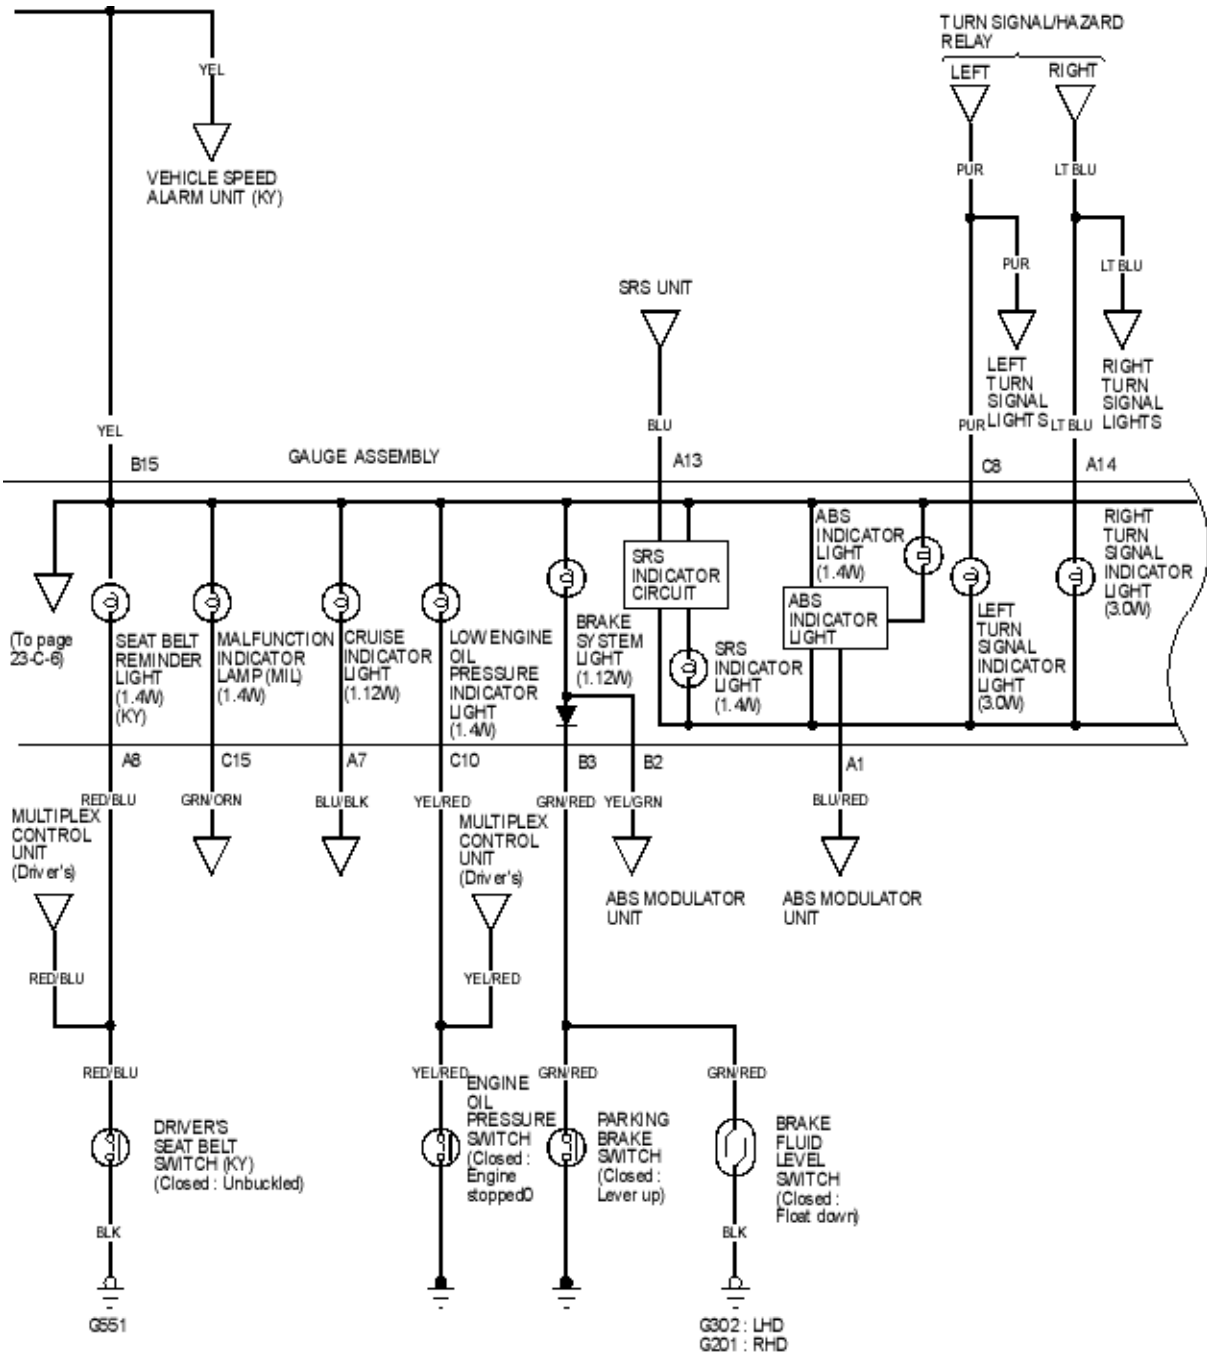 TURN SIGNAL/HAZARD
RELAY
LEFT
RIGHT
YEL
VEHICLE SPEED
ALARM UNIT (KY)
PUR
LT BLU
PUR
LT BLU
SRS UNIT
LEFT
TURN
SIGNAL
LIGHTS
RIGHT
TURN
SIGNAL
LIGHTS
YEL
BLU
PUR
LT BLU
B15
GAUGE ASSEMBLY
A13
C8
A14
(To page
23-C-6)
SEAT BELT
REMINDER
LIGHT
(1.4W)
(KY)
MALFUNCTION
INDICATOR
LAMP (MIL)
(1.4W)
CRUISE
INDICATOR
LIGHT
(1.12W)
LOW ENGINE
OIL
PRESSURE
INDICATOR
LIGHT
(1.4W)
BRAKE
SYSTEM
LIGHT
(1.12W)
SRS
INDICATOR
CIRCUIT
SRS
INDICATOR
LIGHT
(1.4W)
ABS
INDICATOR
LIGHT
(1.4W)
ABS
INDICATOR
LIGHT
LEFT
TURN
SIGNAL
INDICATOR
LIGHT
(3.0W)
RIGHT
TURN
SIGNAL
INDICATOR
LIGHT
(3.0W)
A8
C15
A7
C10
B3
B2
A1
RED/BLU
GRN/ORN
BLU/BLK
YEL/RED
GRN/RED
YEL/GRN
BLU/RED
MULTIPLEX
CONTROL
UNIT
(Driver's)
MULTIPLEX
CONTROL
UNIT
(Driver's)
ABS MODULATOR
UNIT
ABS MODULATOR
UNIT
RED/BLU
YEL/RED
RED/BLU
YEL/RED
GRN/RED
GRN/RED
DRIVER'S
SEAT BELT
SWITCH (KY)
(Closed : Unbuckled)
ENGINE
OIL
PRESSURE
SWITCH
(Closed :
Engine
stopped0
PARKING
BRAKE
SWITCH
(Closed :
Lever up)
BRAKE
FLUID
LEVEL
SWITCH
(Closed :
Float down)
BLK
BLK
G551
G302 : LHD
G201 : RHD